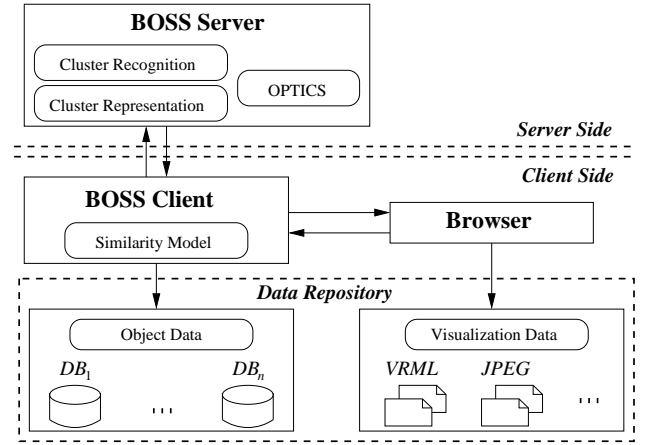 BOSS Server
Cluster Recognition
Cluster Representation
OPTICS
Server Side
Client Side
BOSS Client
Similarity Model
Browser
Data Repository
Object Data
DB1
...
DBn
Visualization Data
VRML
JPEG
...